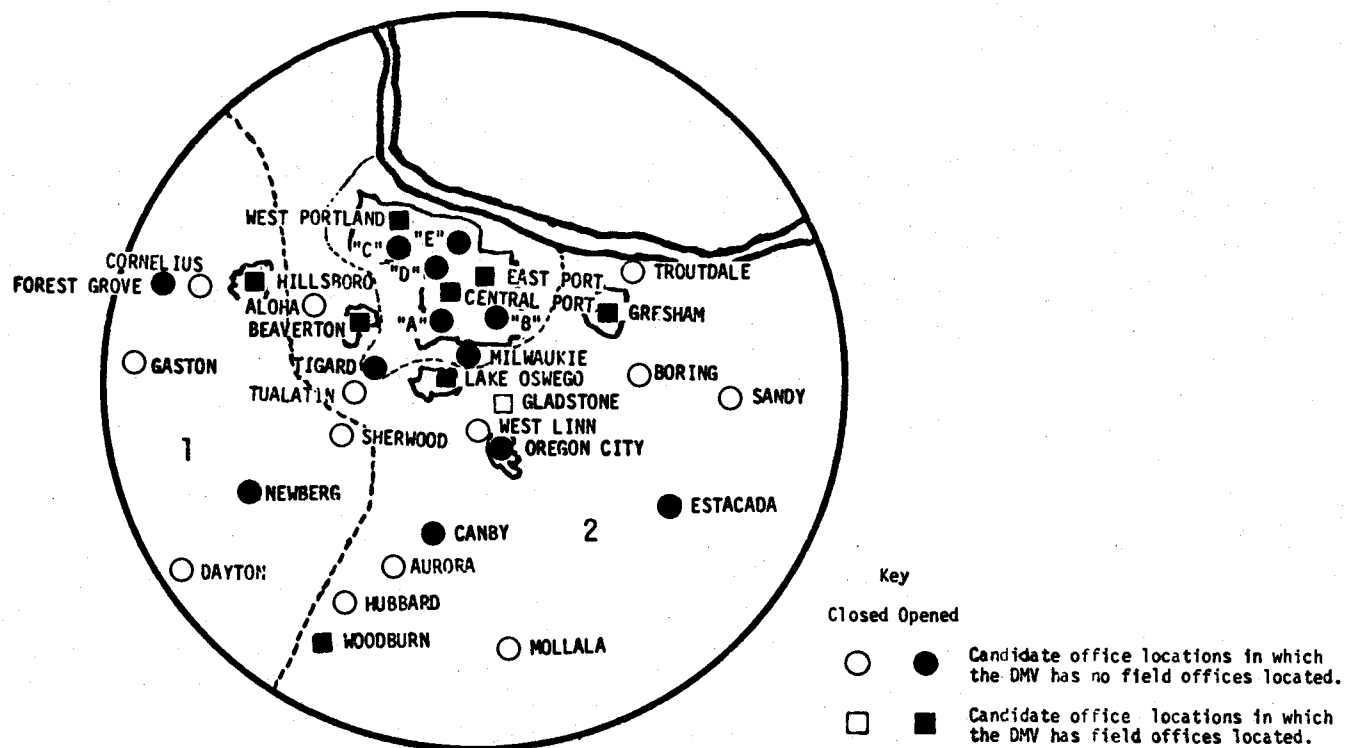 WEST PORTLAND
"C"
"E"
"D"
EAST PORT
CENTRAL PORT
"A"
"B"
CORNELIUS
FOREST GROVE
HILLSBORO
ALOHA
BEAVERTON
TROUTDALE
GRESHAM
GASTON
TIGARD
MILWAUKIE
LAKE OSWEGO
BORING
TUALATIN
GLADSTONE
SANDY
SHERWOOD
WEST LINN
OREGON CITY
1
NEWBERG
ESTACADA
CANBY
2
DAYTON
AURORA
HUBBARD
WOODBURN
MOLLALA
Key
Closed Opened
Candidate office locations in which
the DMV has no field offices located.
Candidate office locations in which
the DMV has field offices located.